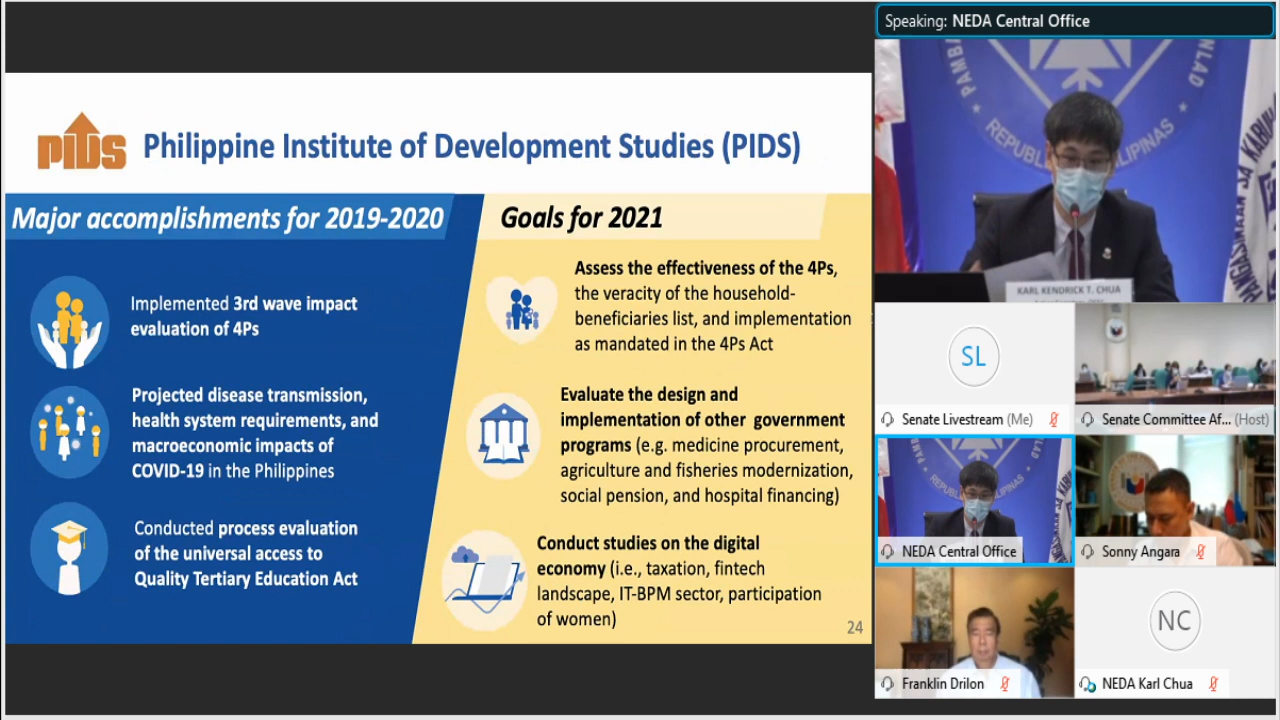 Speaking: NEDA Central Office
PIDS
Philippine Institute of Development Studies (PIDS)
Major accomplishments for 2019-2020
Implemented 3rd wave impact
evaluation of 4Ps
Projected disease transmission,
health system requirements, and
macroeconomic impacts of
COVID-19 in the Philippines
Conducted process evaluation
of the universal access to
Quality Tertiary Education Act
Goals for 2021
Assess the effectiveness of the 4Ps,
the veracity of the household-
beneficiaries list, and implementation
as mandated in the 4Ps Act
Evaluate the design and
implementation of other government
programs (e.g. medicine procurement,
agriculture and fisheries modernization,
social pension, and hospital financing)
Conduct studies on the digital
economy (i.e., taxation, fintech
landscape, IT-BPM sector, participation
of women)
24
KARL KENDRICK T. CHUA
SL
Senate Livestream (Me)
Senate Committee Af... (Host)
NEDA Central Office
Sonny Angara
Franklin Drilon
NC
NEDA Karl Chua